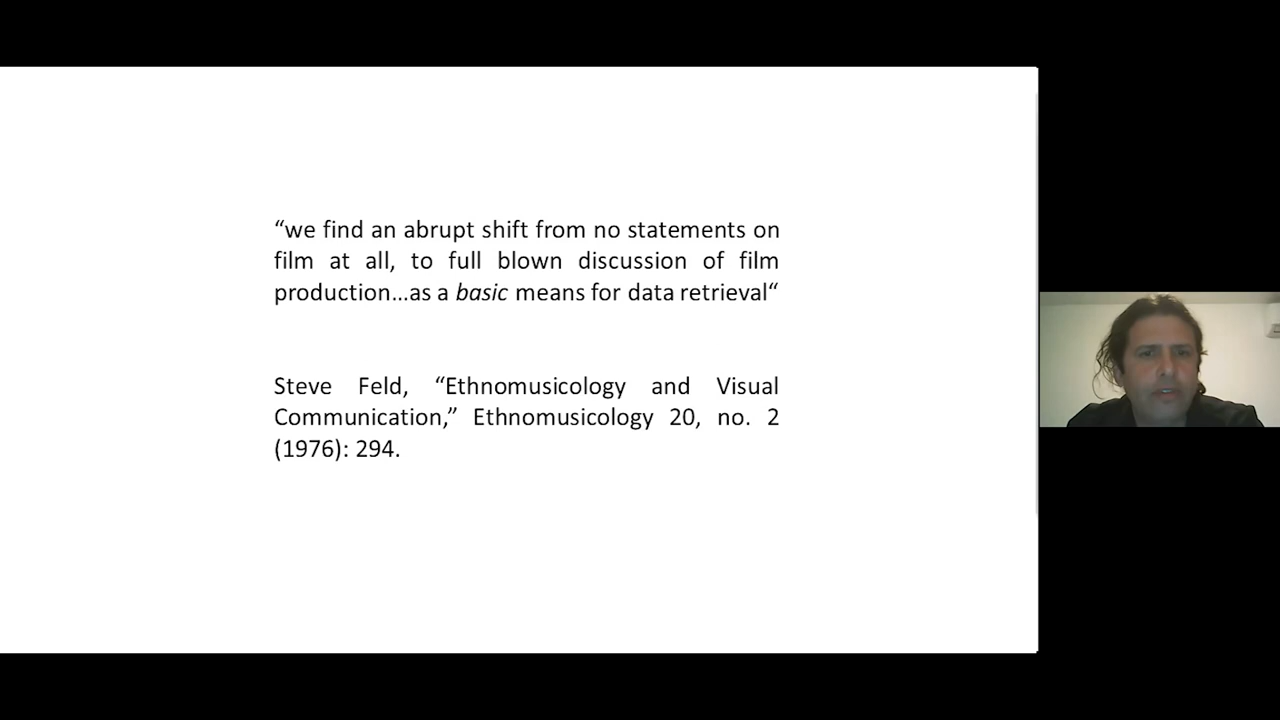 “we find an abrupt shift from no statements on
film at all, to full blown discussion of film
production…as a basic means for data retrieval“
Steve Feld, “Ethnomusicology and Visual
Communication,” Ethnomusicology 20, no. 2
(1976): 294.